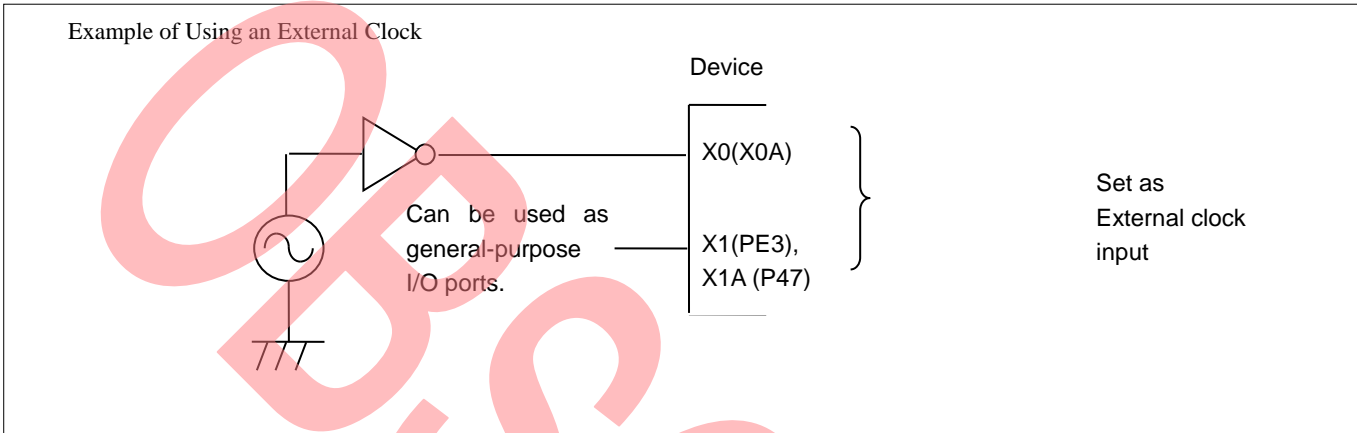 Example of Using an External Clock
Device
X0(X0A)
Can be used as
general-purpose
I/O ports.
X1(PE3),
X1A (P47)
Set as
External clock
input